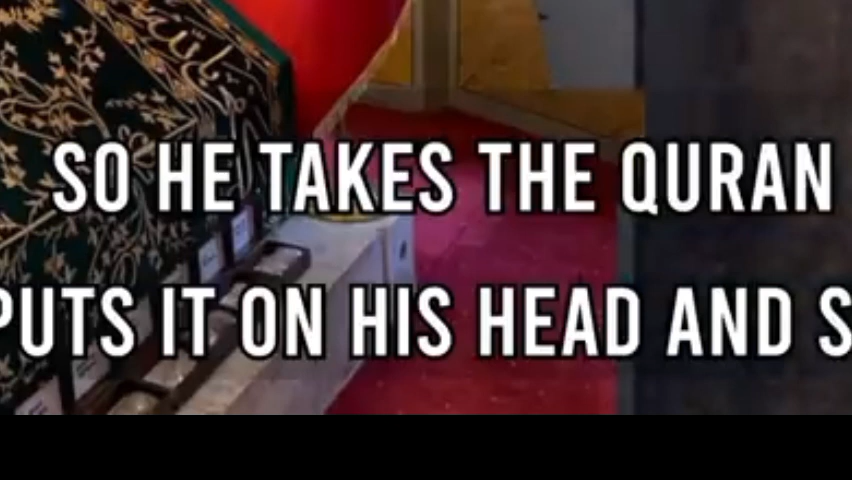 SO HE TAKES THE QURAN
PUTS IT ON HIS HEAD AND S